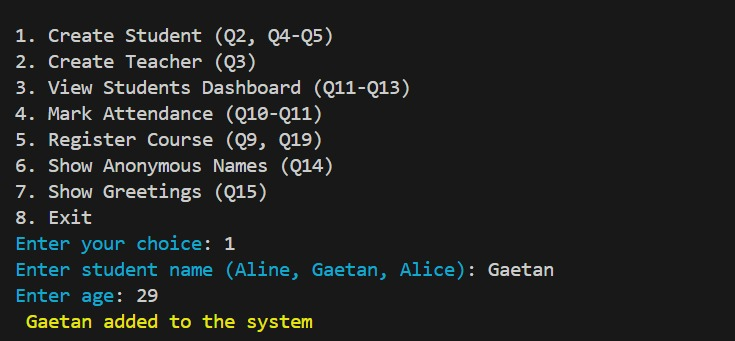 1. Create Student (Q2, Q4-Q5)
2. Create Teacher (Q3)
3. View Students Dashboard (Q11-Q13)
4. Mark Attendance (Q10-Q11)
5. Register Course (Q9, Q19)
6. Show Anonymous Names (Q14)
7. Show Greetings (Q15)
8. Exit
Enter your choice: 1
Enter student name (Aline, Gaetan, Alice): Gaetan
Enter age: 29
Gaetan added to the system